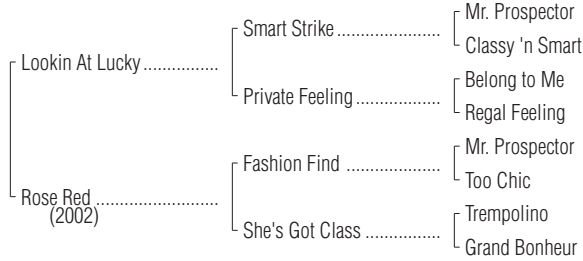 Mr. Prospector
Smart Strike ....................
Classy 'n Smart
Lookin At Lucky ................
Belong to Me
Private Feeling ................
Regal Feeling
Mr. Prospector
Fashion Find ..................
Too Chic
Rose Red ..........................
(2002)
Trempolino
She's Got Class ...............
Grand Bonheur